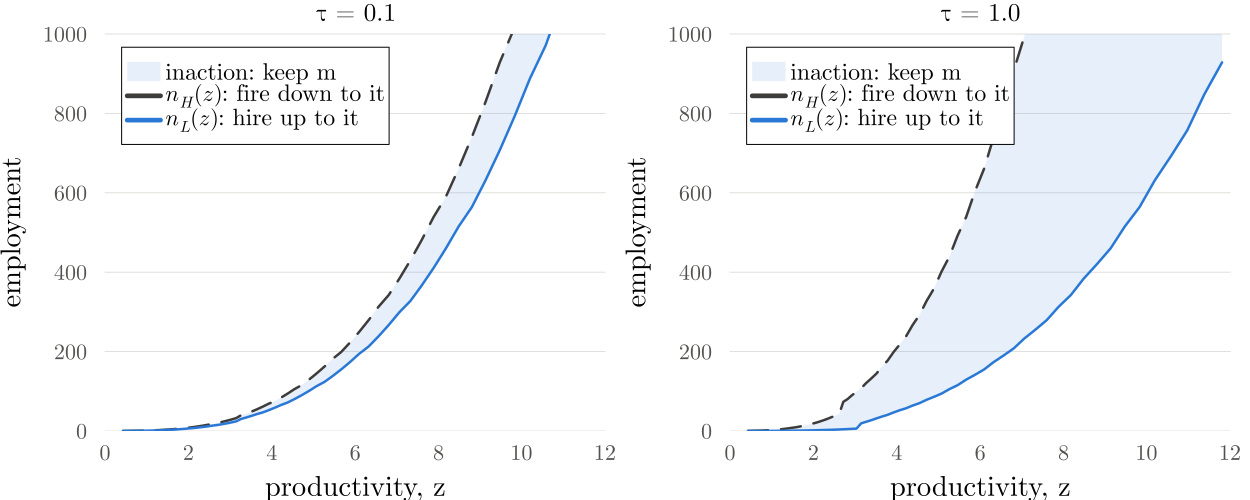 τ = 0.1
1000
800
600
400
200
0
employment
inaction: keep m
n_H(z): fire down to it
n_L(z): hire up to it
0 2 4 6 8 10 12
productivity, z
τ = 1.0
1000
800
600
400
200
0
employment
inaction: keep m
n_H(z): fire down to it
n_L(z): hire up to it
0 2 4 6 8 10 12
productivity, z